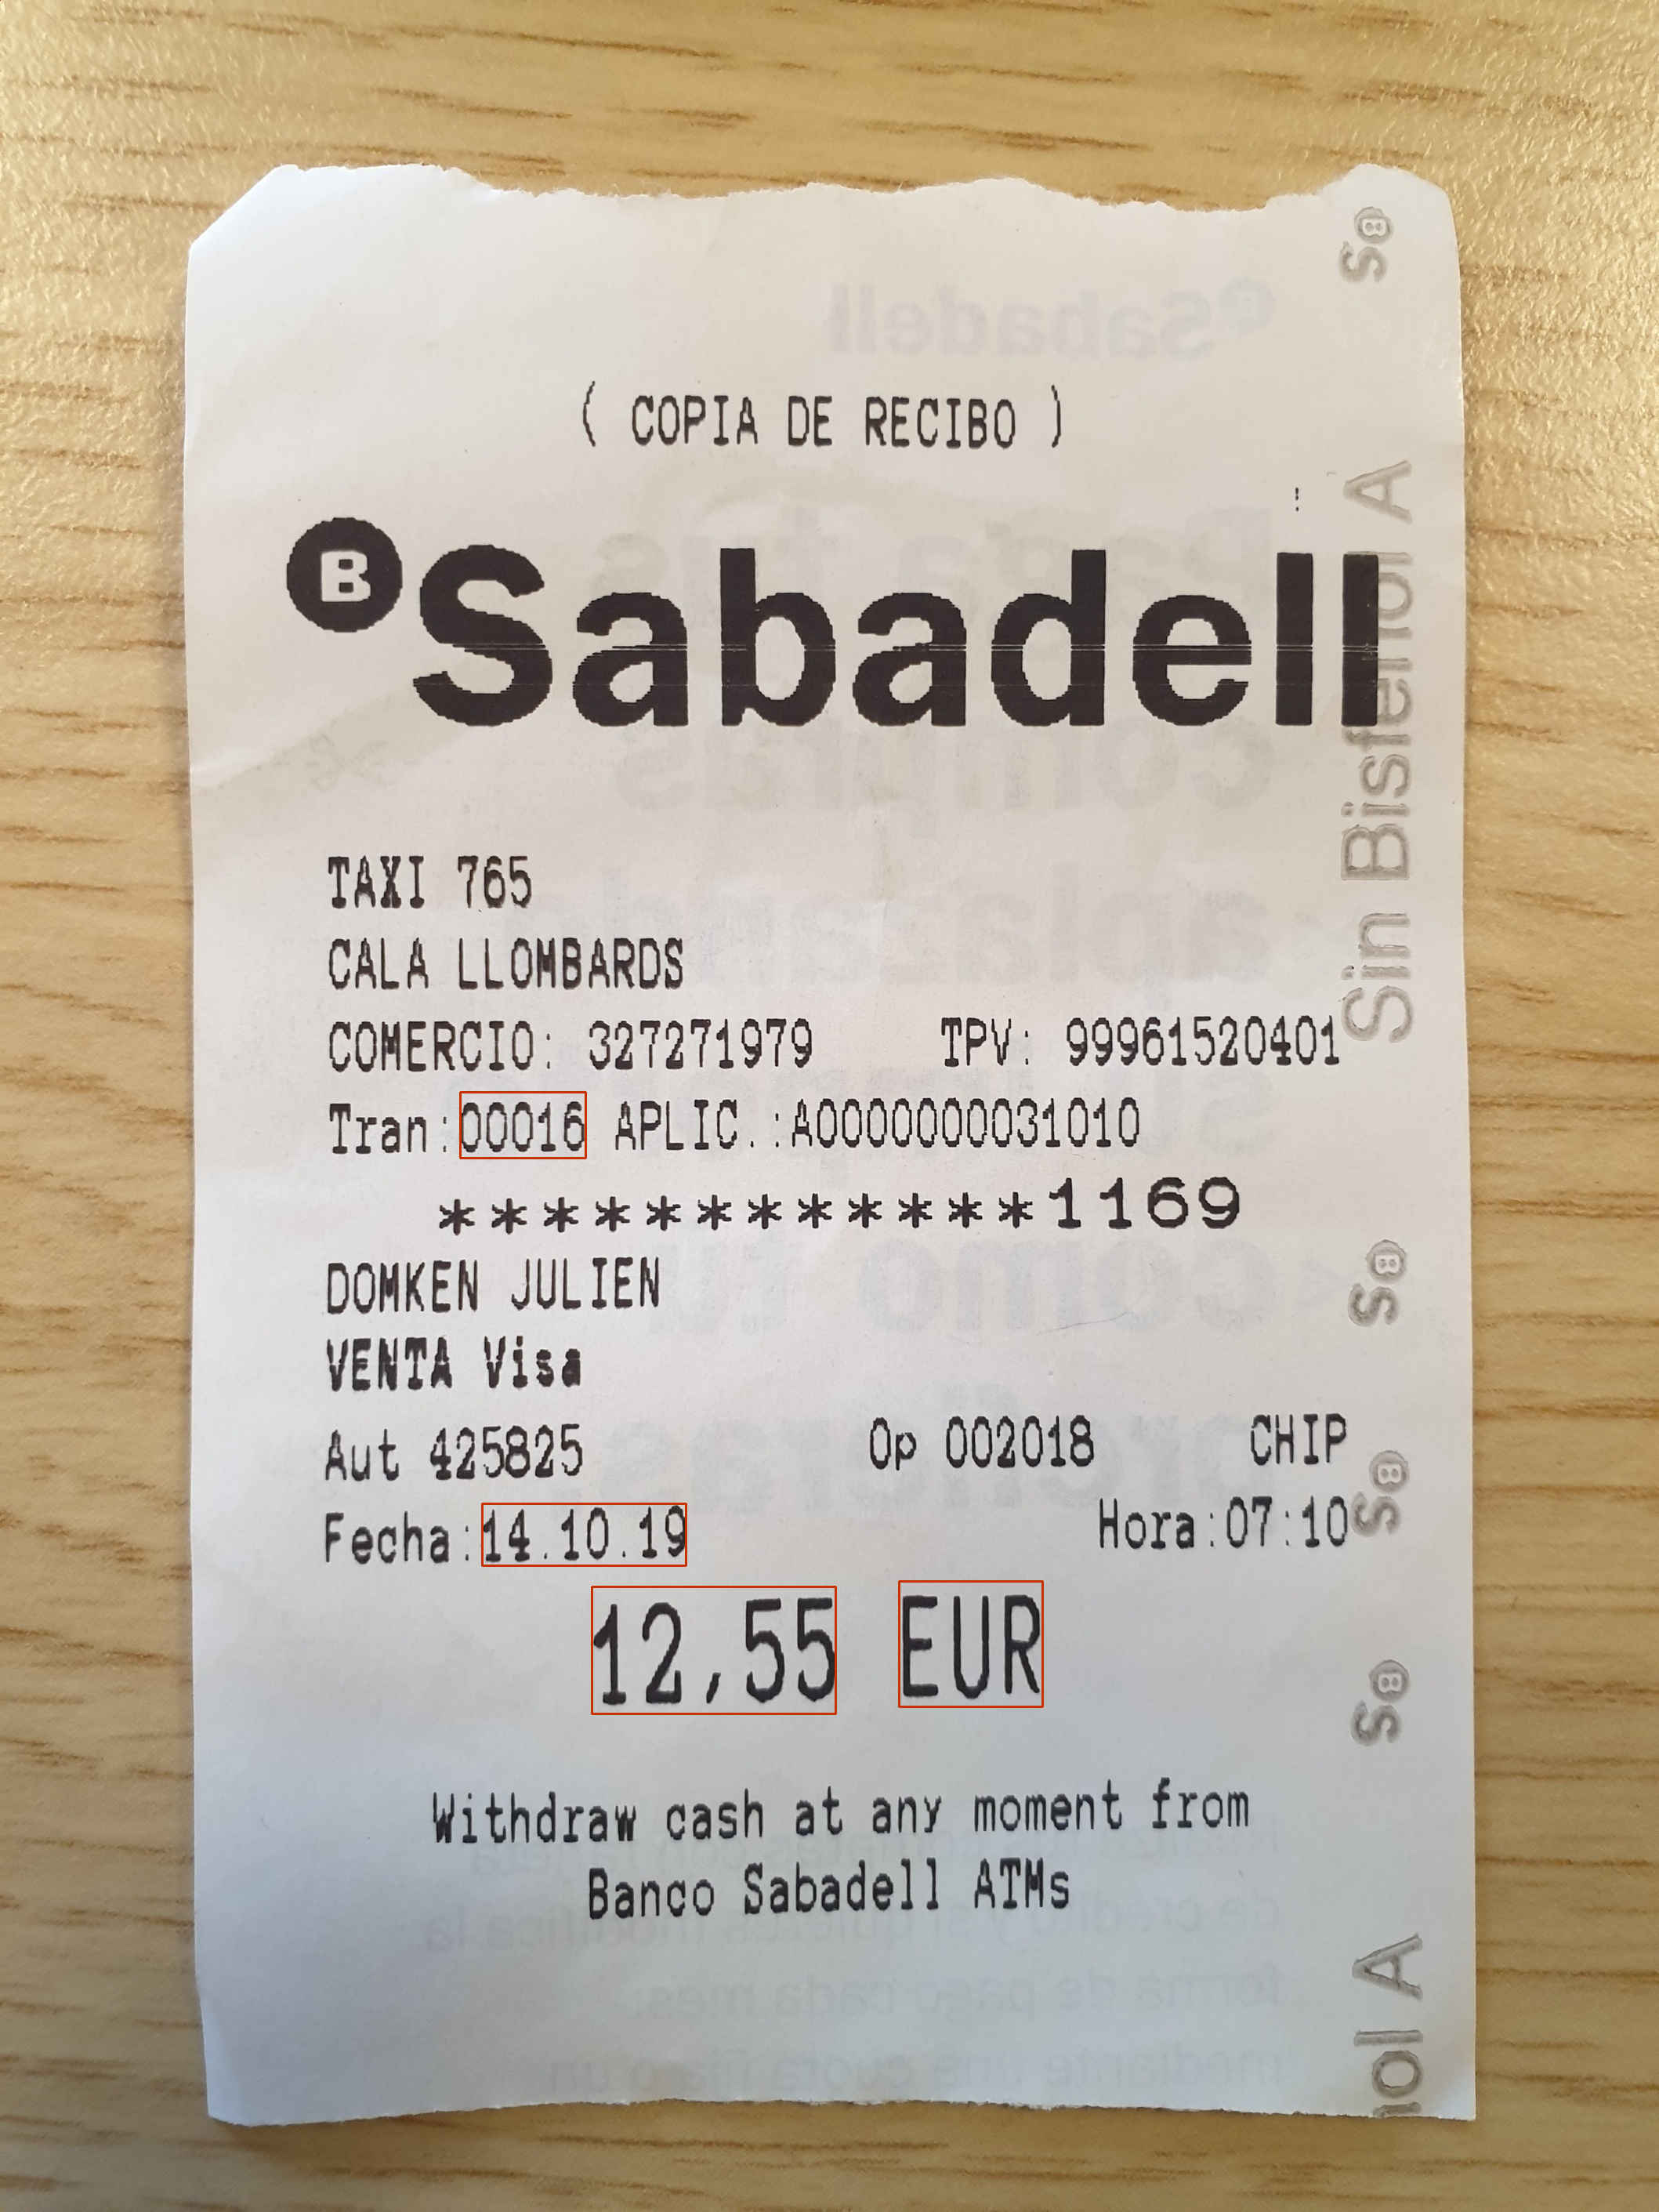 ( COPIA DE RECIBO )
B Sabadell
TAXI 765
CALA LLOMBARDS
COMERCIO: 327271979 TPV: 99961520401
Tran:00016 APLIC.:A0000000031010
************1169
DOMKEN JULIEN
VENTA Visa
Aut 425825 Op 002018 CHIP
Fecha:14.10.19 Hora:07:10
12,55 EUR
Withdraw cash at any moment from
Banco Sabadell ATMs
Sin Bisfenol A